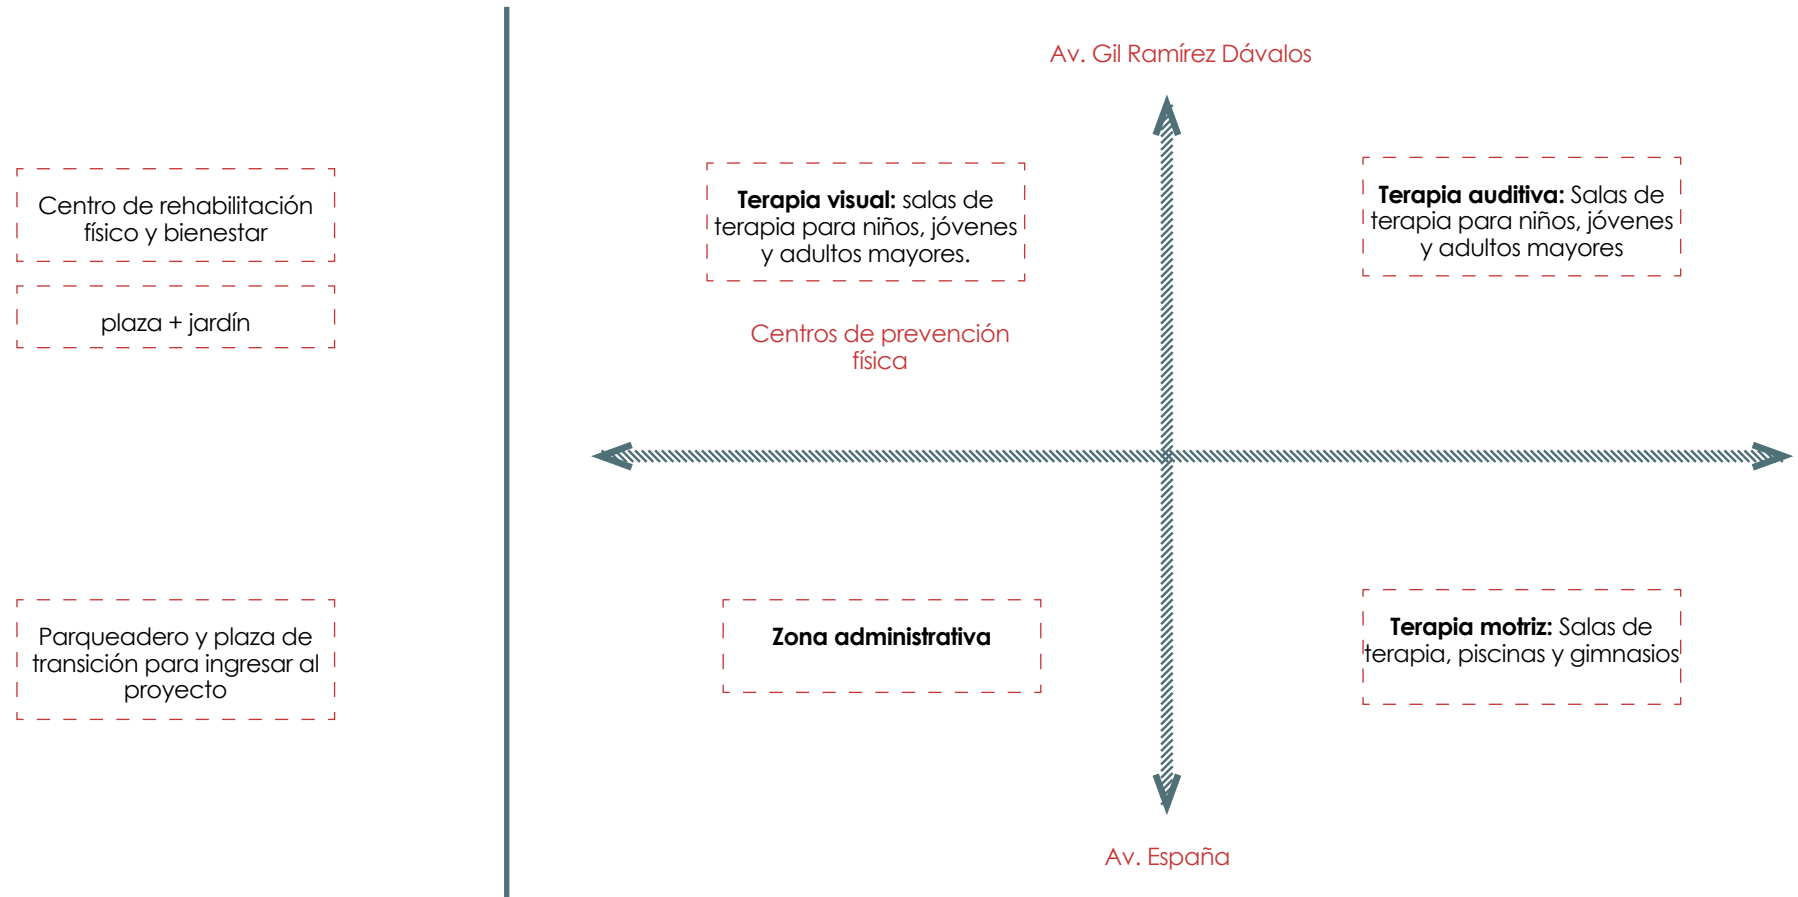 Av. Gil Ramírez Dávalos
Centro de rehabilitación
físico y bienestar
plaza + jardín
Terapia visual: salas de
terapia para niños, jóvenes
y adultos mayores.
Terapia auditiva: Salas de
terapia para niños, jóvenes
y adultos mayores
Centros de prevención
física
Parqueadero y plaza de
transición para ingresar al
proyecto
Zona administrativa
Terapia motriz: Salas de
terapia, piscinas y gimnasios
Av. España